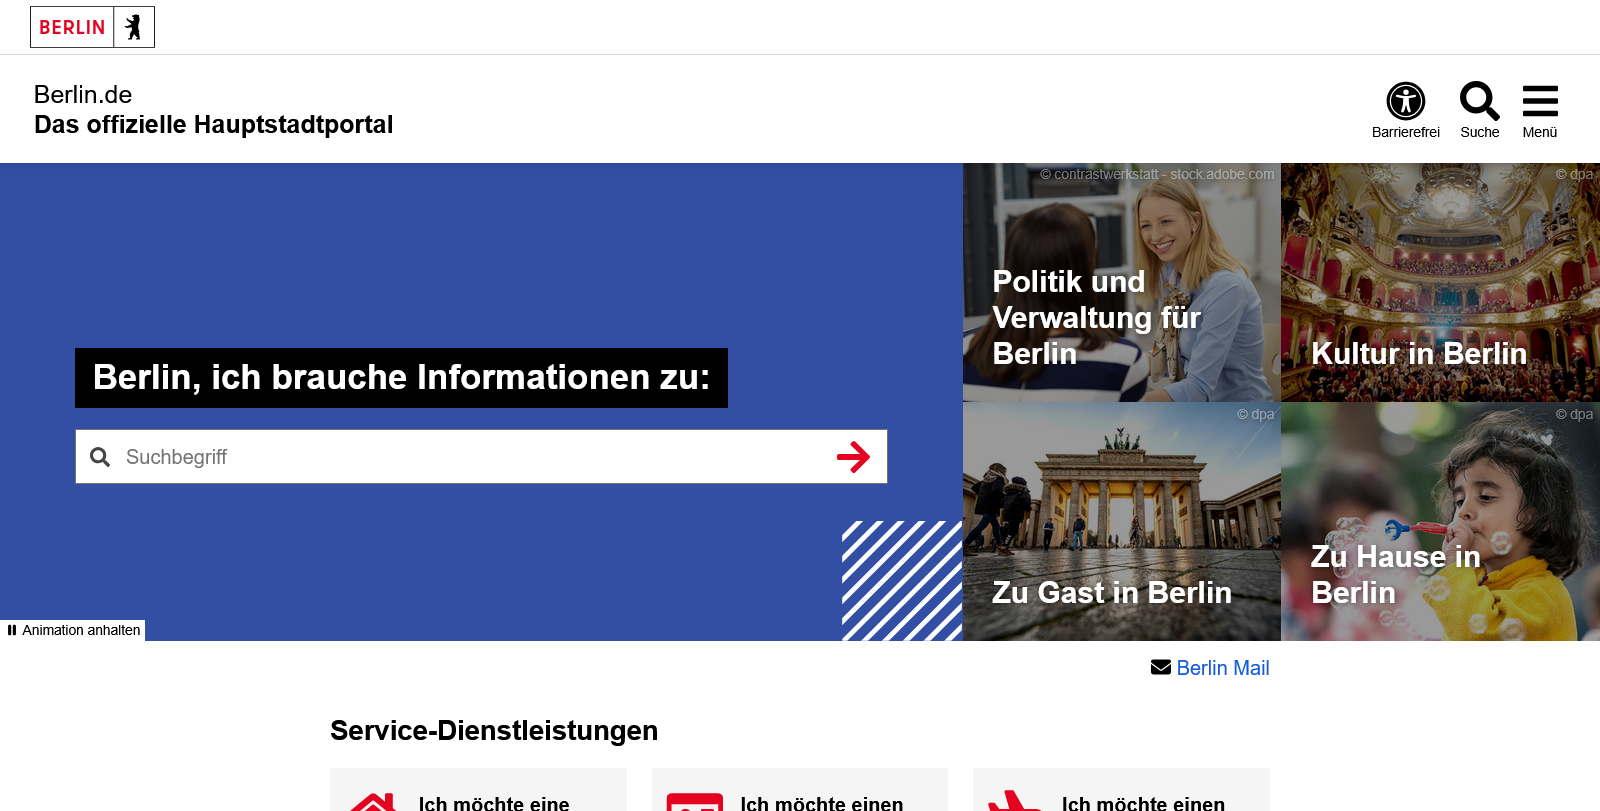 BERLIN
Berlin.de
Das offizielle Hauptstadtportal
Barrierefrei
Suche
Menü
© contrastwerkstatt - stock.adobe.com
Politik und
Verwaltung für
Berlin
© dpa
Kultur in Berlin
Berlin, ich brauche Informationen zu:
Suchbegriff
© dpa
Zu Gast in Berlin
© dpa
Zu Hause in
Berlin
Animation anhalten
Berlin Mail
Service-Dienstleistungen
Ich möchte eine
Ich möchte einen
Ich möchte einen